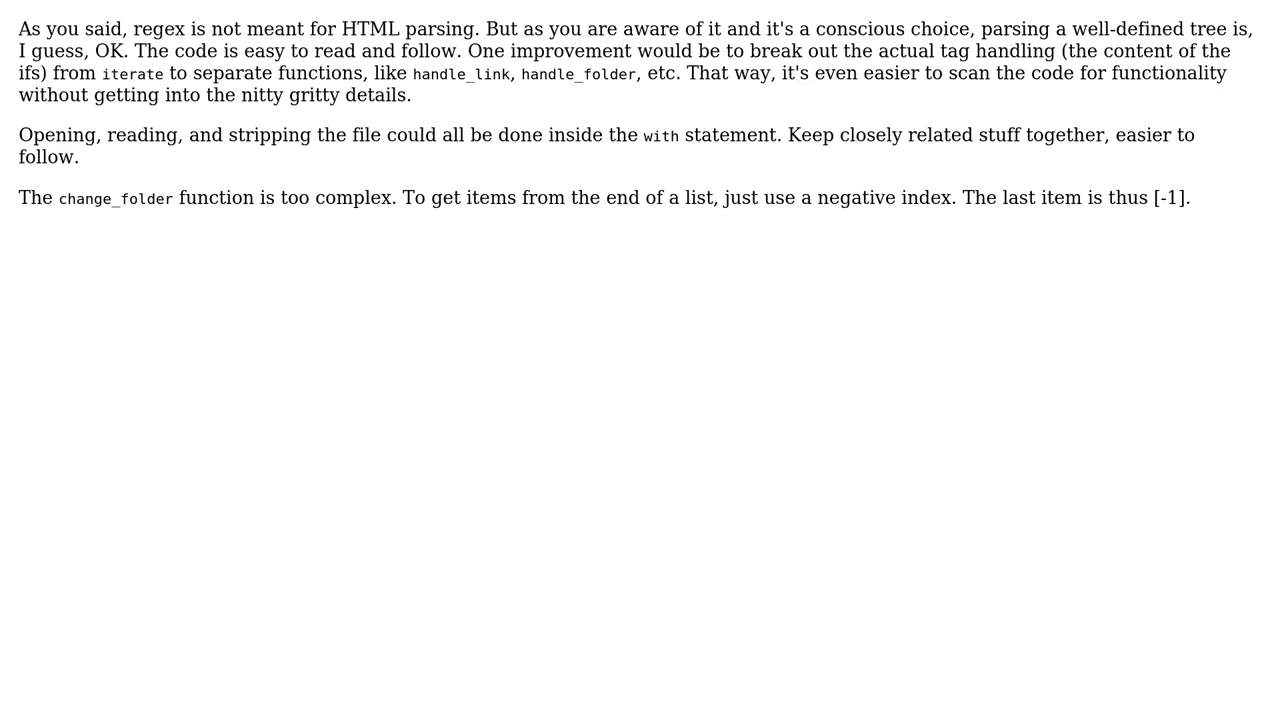 As you said, regex is not meant for HTML parsing. But as you are aware of it and it's a conscious choice, parsing a well-defined tree is,
I guess, OK. The code is easy to read and follow. One improvement would be to break out the actual tag handling (the content of the
ifs) from iterate to separate functions, like handle_link, handle_folder, etc. That way, it's even easier to scan the code for functionality
without getting into the nitty gritty details.
Opening, reading, and stripping the file could all be done inside the with statement. Keep closely related stuff together, easier to
follow.
The change_folder function is too complex. To get items from the end of a list, just use a negative index. The last item is thus [-1].